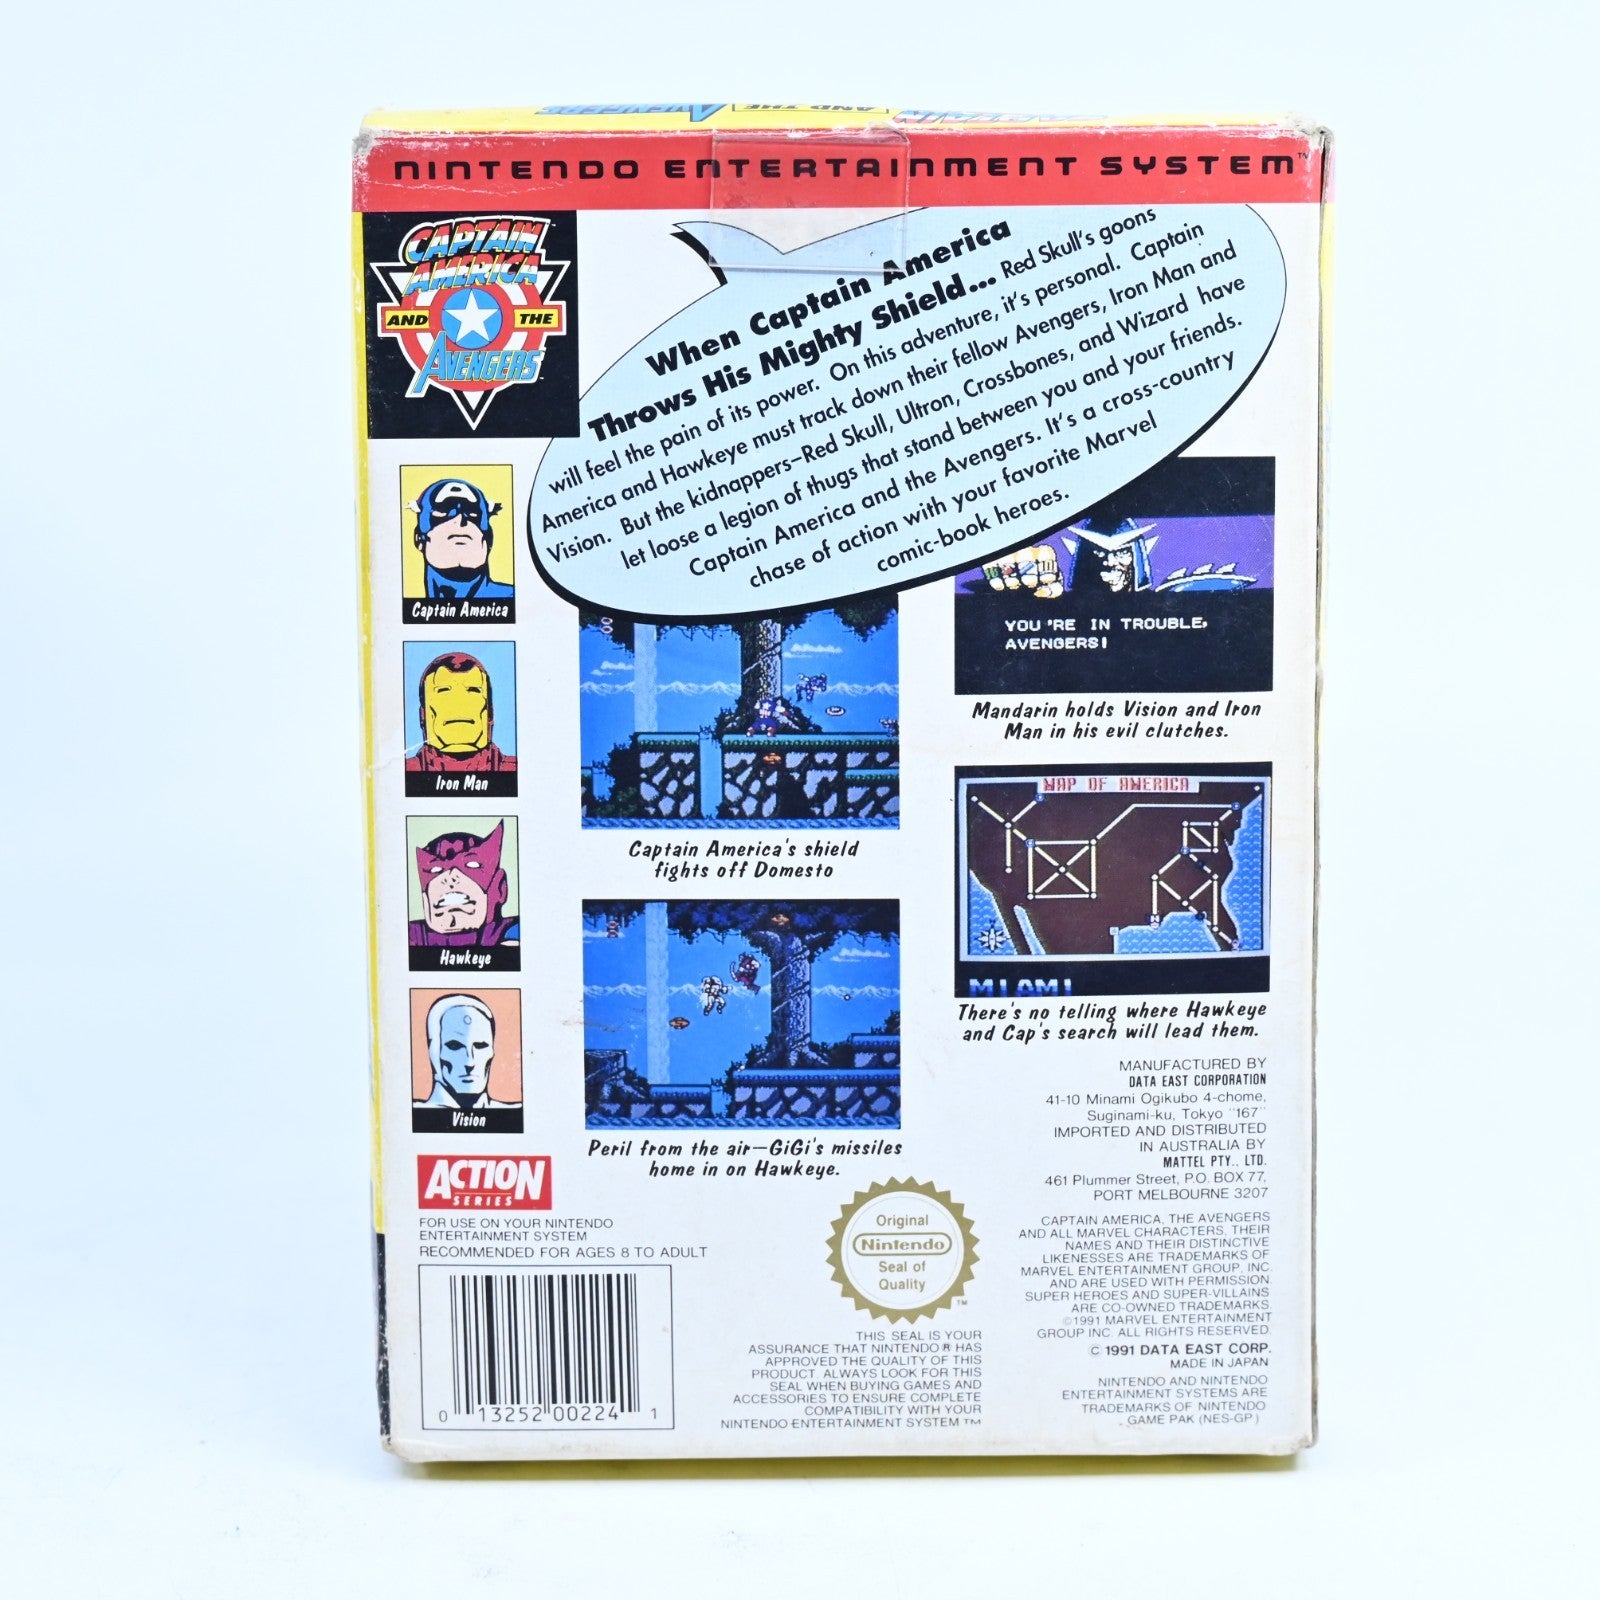 CAPTAIN AND THE AVENGERS
NINTENDO ENTERTAINMENT SYSTEM™
CAPTAIN
AMERICA
AND THE
AVENGERS
When Captain America
Throws His Mighty Shield... Red Skull's goons
will feel the pain of its power. On this adventure, it's personal. Captain
America and Hawkeye must track down their fellow Avengers, Iron Man and
Vision. But the kidnappers–Red Skull, Ultron, Crossbones, and Wizard have
let loose a legion of thugs that stand between you and your friends.
Captain America and the Avengers. It's a cross-country
chase of action with your favorite Marvel
comic-book heroes.
Captain America
Iron Man
Hawkeye
Vision
Captain America's shield
fights off Domesto
Peril from the air—GiGi's missiles
home in on Hawkeye.
YOU'RE IN TROUBLE,
AVENGERS!
Mandarin holds Vision and Iron
Man in his evil clutches.
MAP OF AMERICA
MIAMI
There's no telling where Hawkeye
and Cap's search will lead them.
ACTION
SERIES
FOR USE ON YOUR NINTENDO
ENTERTAINMENT SYSTEM
RECOMMENDED FOR AGES 8 TO ADULT
0 13252 00224 1
Original
Nintendo
Seal of
Quality
™
THIS SEAL IS YOUR
ASSURANCE THAT NINTENDO® HAS
APPROVED THE QUALITY OF THIS
PRODUCT. ALWAYS LOOK FOR THIS
SEAL WHEN BUYING GAMES AND
ACCESSORIES TO ENSURE COMPLETE
COMPATIBILITY WITH YOUR
NINTENDO ENTERTAINMENT SYSTEM ™
MANUFACTURED BY
DATA EAST CORPORATION
41-10 Minami Ogikubo 4-chome,
Suginami-ku, Tokyo "167"
IMPORTED AND DISTRIBUTED
IN AUSTRALIA BY
MATTEL PTY., LTD.
461 Plummer Street, P.O. BOX 77,
PORT MELBOURNE 3207
CAPTAIN AMERICA, THE AVENGERS
AND ALL MARVEL CHARACTERS, THEIR
NAMES AND THEIR DISTINCTIVE
LIKENESSES ARE TRADEMARKS OF
MARVEL ENTERTAINMENT GROUP, INC.
AND ARE USED WITH PERMISSION.
SUPER HEROES AND SUPER-VILLAINS
ARE CO-OWNED TRADEMARKS.
©1991 MARVEL ENTERTAINMENT
GROUP INC. ALL RIGHTS RESERVED.
© 1991 DATA EAST CORP.
MADE IN JAPAN
NINTENDO AND NINTENDO
ENTERTAINMENT SYSTEMS ARE
TRADEMARKS OF NINTENDO
GAME PAK (NES-GP)